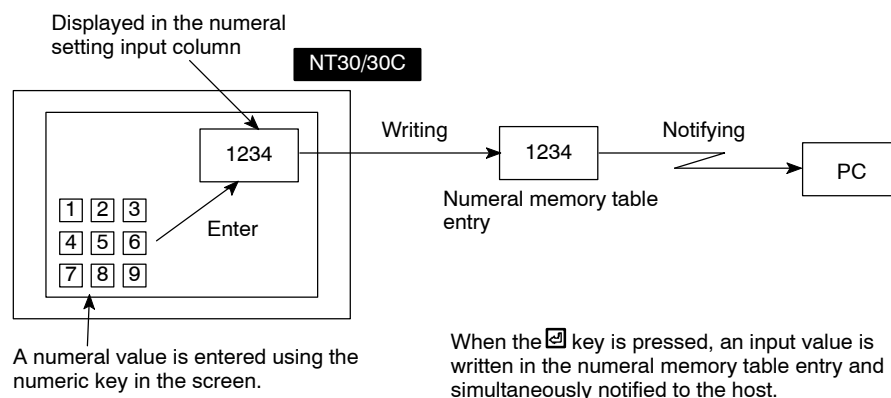 Displayed in the numeral
setting input column
NT30/30C
Writing
Notifying
1234
1234
PC
Numeral memory table
entry
1 2 3
Enter
4 5 6
7 8 9
A numeral value is entered using the
numeric key in the screen.
When the ⏎ key is pressed, an input value is
written in the numeral memory table entry and
simultaneously notified to the host.